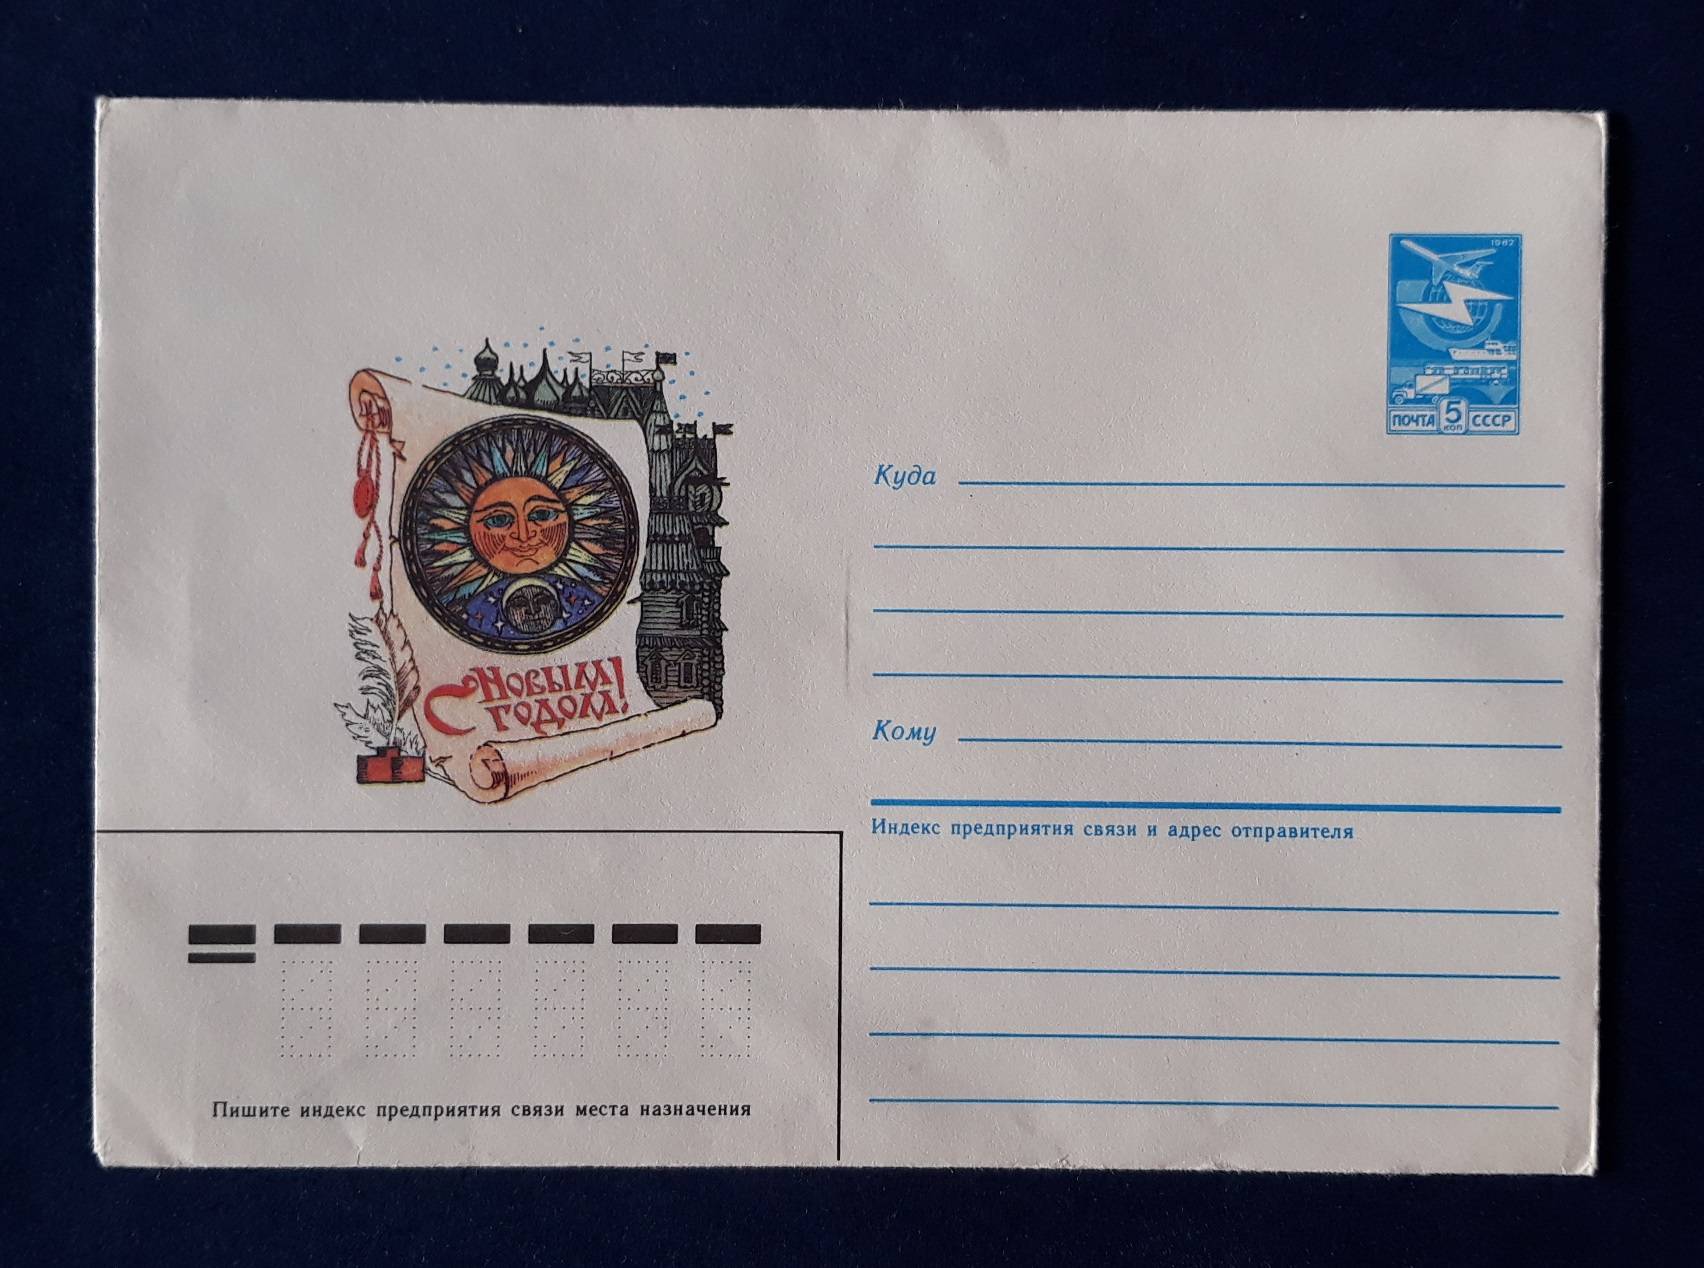 1982
ПОЧТА 5 КОП СССР
С Новым
годом!
Куда
Кому
Индекс предприятия связи и адрес отправителя
Пишите индекс предприятия связи места назначения